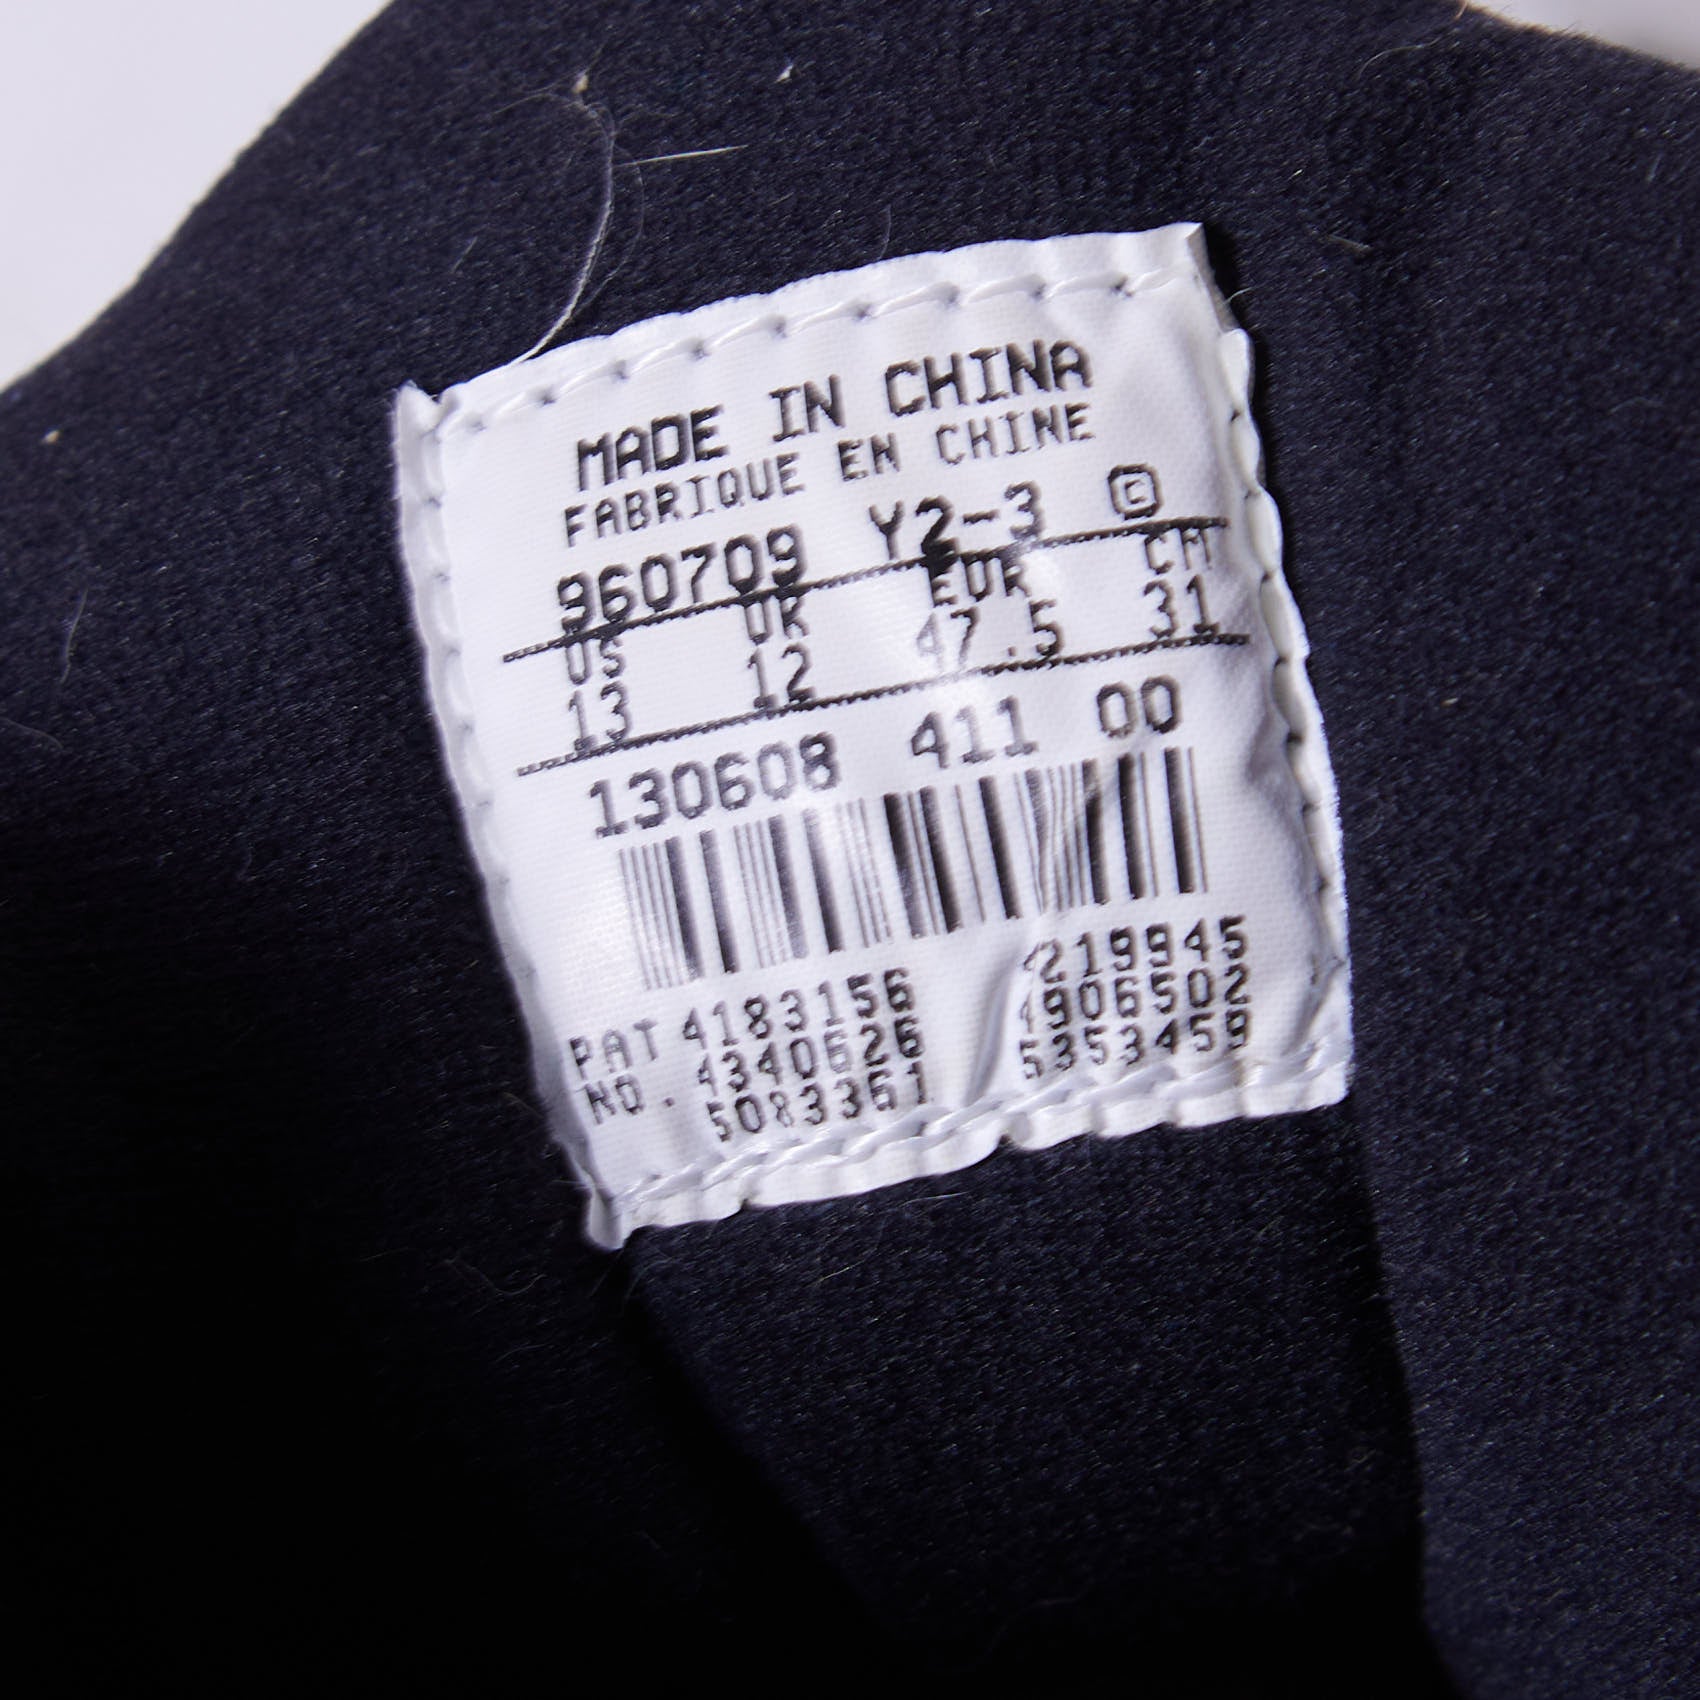 MADE IN CHINA
FABRIQUE EN CHINE
960709 Y2-3 ©
US UK EUR CM
13 12 47.5 31
130608 411 00
PAT 4183156 4219945
NO. 4340626 4906502
5083361 5353459